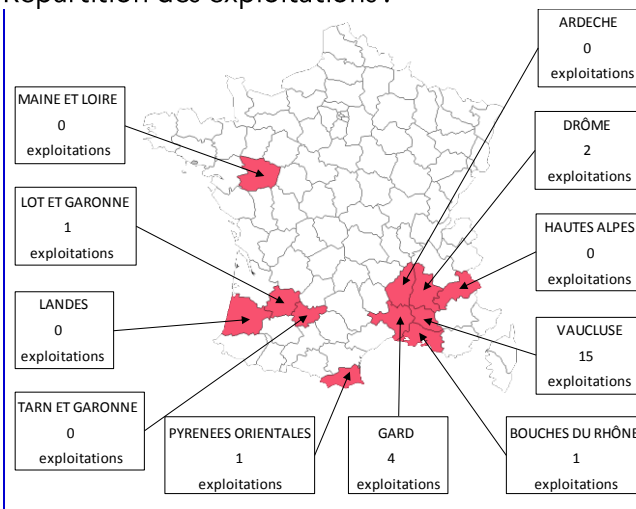 Répartition des exploitations :
ARDECHE
0
exploitations
MAINE ET LOIRE
0
exploitations
DRÔME
2
exploitations
LOT ET GARONNE
1
exploitations
HAUTES ALPES
0
exploitations
LANDES
0
exploitations
VAUCLUSE
15
exploitations
TARN ET GARONNE
0
exploitations
PYRENEES ORIENTALES
1
exploitations
GARD
4
exploitations
BOUCHES DU RHÔNE
1
exploitations